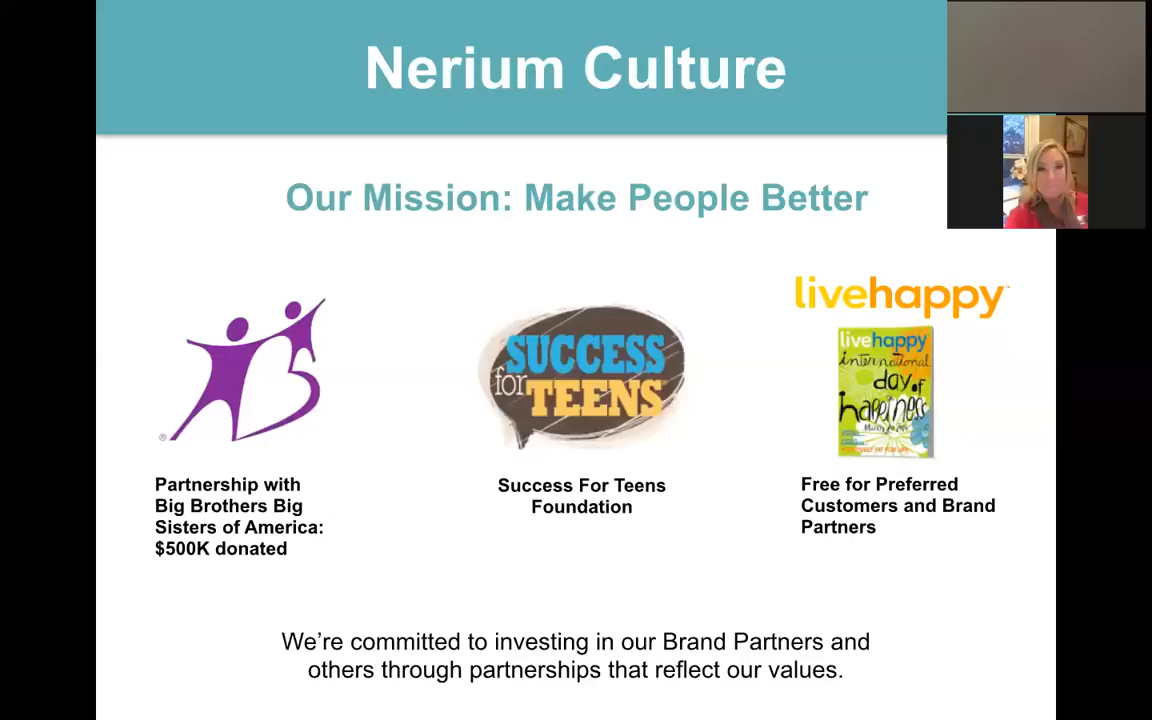 Nerium Culture
Our Mission: Make People Better
livehappy™
livehappy
international
day of
happiness
SUCCESS
for
TEENS
®
Partnership with
Big Brothers Big
Sisters of America:
$500K donated
Success For Teens
Foundation
Free for Preferred
Customers and Brand
Partners
We’re committed to investing in our Brand Partners and
others through partnerships that reflect our values.